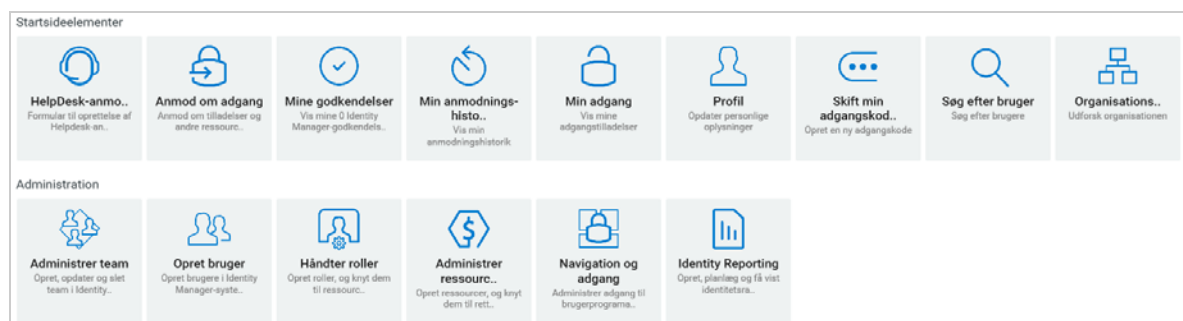 Startsideelementer
HelpDesk-anmo..
Formular til oprettelse af
Helpdesk-an..
Anmod om adgang
Anmod om tilladelser og
andre ressourc..
Mine godkendelser
Vis mine 0 Identity
Manager-godkendels..
Min anmodnings-
histo..
Vis min
anmodningshistorik
Min adgang
Vis mine
adgangstilladelser
Profil
Opdater personlige
oplysninger
Skift min
adgangskod..
Opret en ny adgangskode
Søg efter bruger
Søg efter brugere
Organisations..
Udforsk organisationen
Administration
Administrer team
Opret, opdater og slet
team i Identity..
Opret bruger
Opret brugere i Identity
Manager-syste..
Håndter roller
Opret roller, og knyt dem
til ressourc..
Administrer
ressourc..
Opret ressourcer, og knyt
dem til rett..
Navigation og
adgang
Administrer adgang til
brugerprograma..
Identity Reporting
Opret, planlæg og få vist
identitetsra..